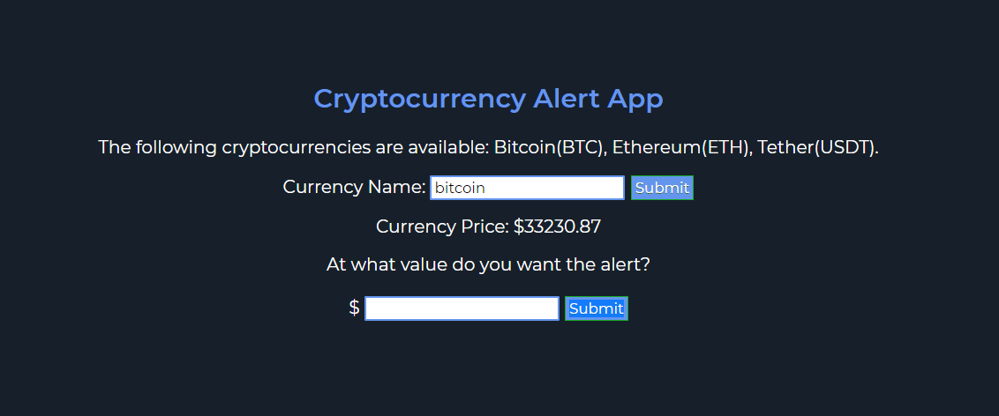 Cryptocurrency Alert App
The following cryptocurrencies are available: Bitcoin(BTC), Ethereum(ETH), Tether(USDT).
Currency Name: bitcoin Submit
Currency Price: $33230.87
At what value do you want the alert?
$ Submit